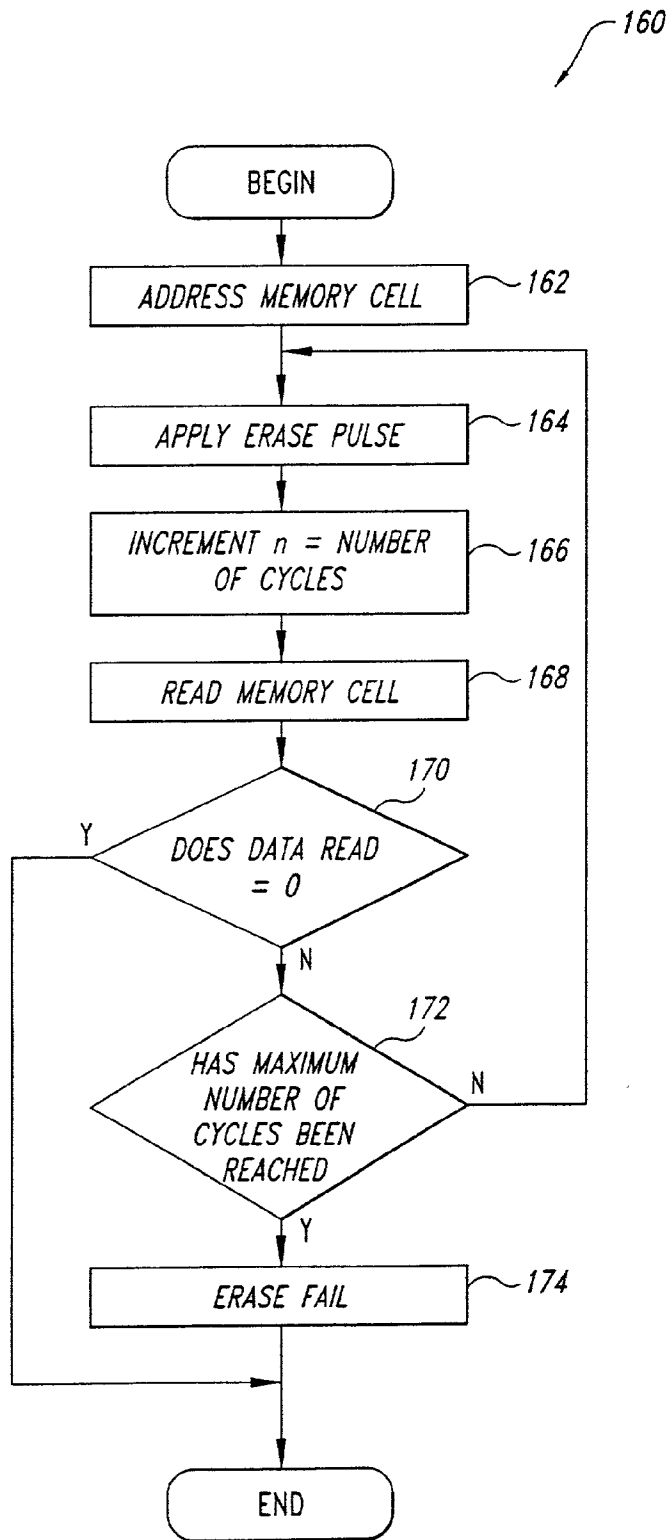 160
BEGIN
ADDRESS MEMORY CELL
162
APPLY ERASE PULSE
164
INCREMENT n = NUMBER
OF CYCLES
166
READ MEMORY CELL
168
170
Y
DOES DATA READ
= 0
N
172
HAS MAXIMUM
NUMBER OF
CYCLES BEEN
REACHED
N
Y
ERASE FAIL
174
END